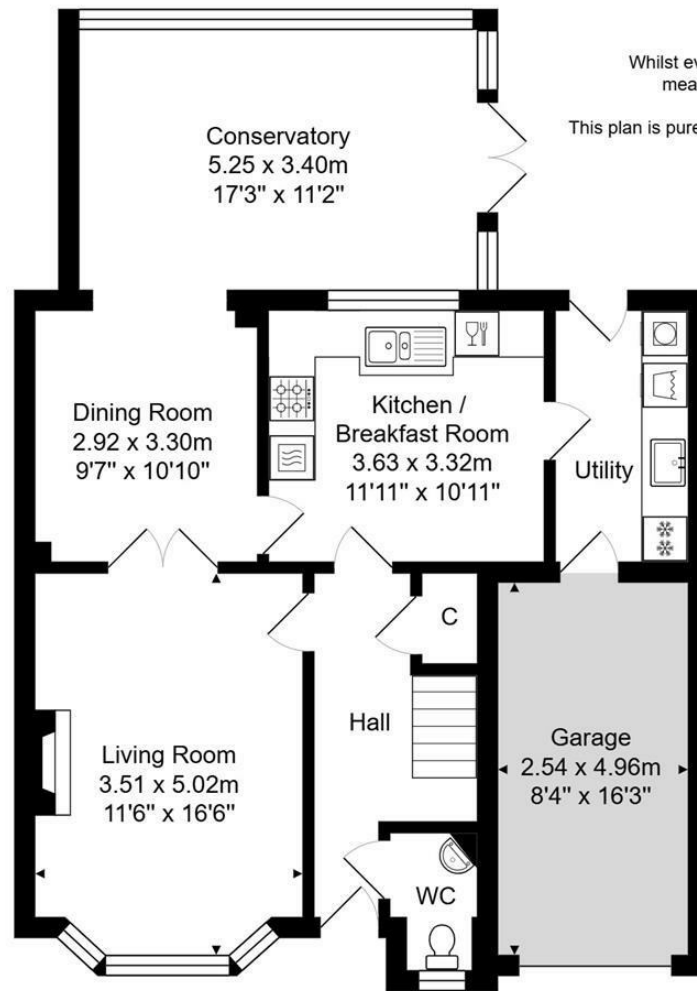 Whilst ev
mea
This plan is pure
Conservatory
5.25 x 3.40m
17'3" x 11'2"
Dining Room
2.92 x 3.30m
9'7" x 10'10"
Kitchen /
Breakfast Room
3.63 x 3.32m
11'11" x 10'11"
Utility
C
Hall
Living Room
3.51 x 5.02m
11'6" x 16'6"
Garage
2.54 x 4.96m
8'4" x 16'3"
WC